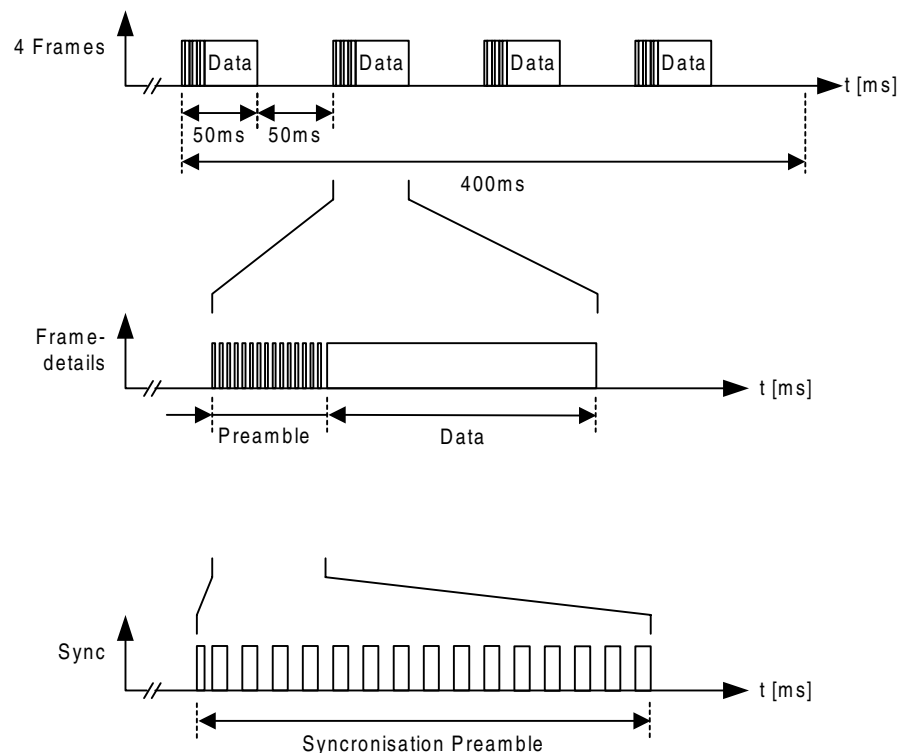 4 Frames
Data Data Data Data
t [ms]
50ms 50ms
400ms
Frame-
details
t [ms]
Preamble Data
Sync
t [ms]
Syncronisation Preamble